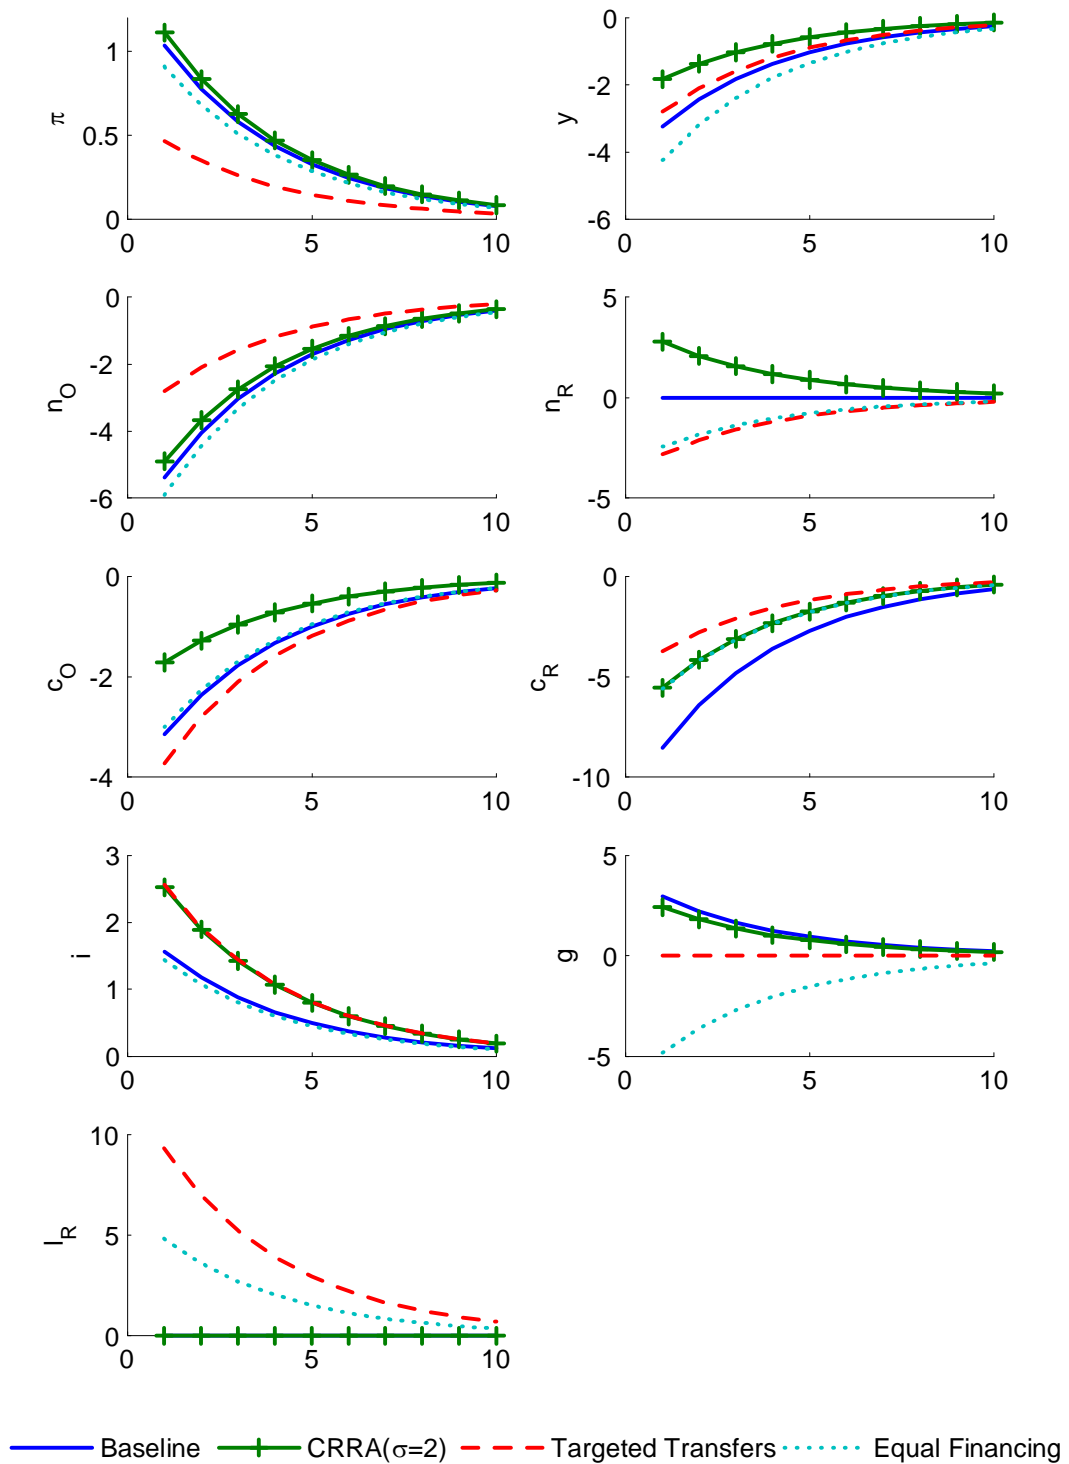 1
0.5
0
π
0 5 10
0
-2
-4
-6
y
0 5 10
0
-2
-4
-6
n_O
0 5 10
5
0
-5
n_R
0 5 10
0
-2
-4
c_O
0 5 10
0
-5
-10
c_R
0 5 10
3
2
1
0
i
0 5 10
5
0
-5
g
0 5 10
10
5
0
l_R
0 5 10
Baseline CRRA(σ=2) Targeted Transfers Equal Financing